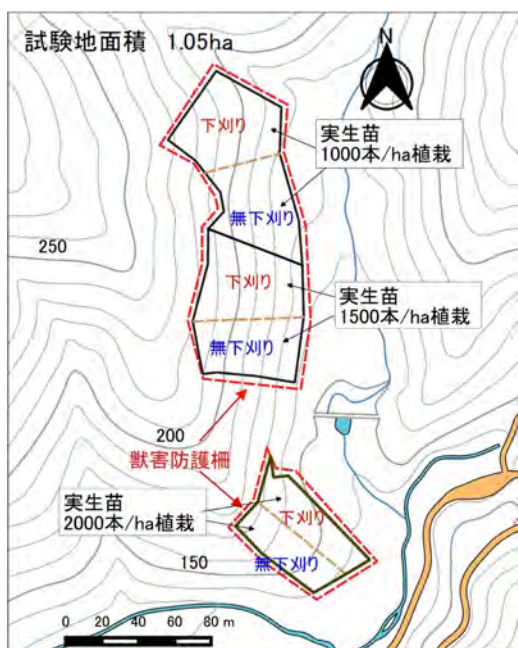 試験地面積 1.05ha
N
下刈り
実生苗
1000本/ha植栽
無下刈り
250
下刈り
実生苗
1500本/ha植栽
無下刈り
200
獣害防護柵
実生苗
2000本/ha植栽
下刈り
150
無下刈り
0 20 40 60 80 m